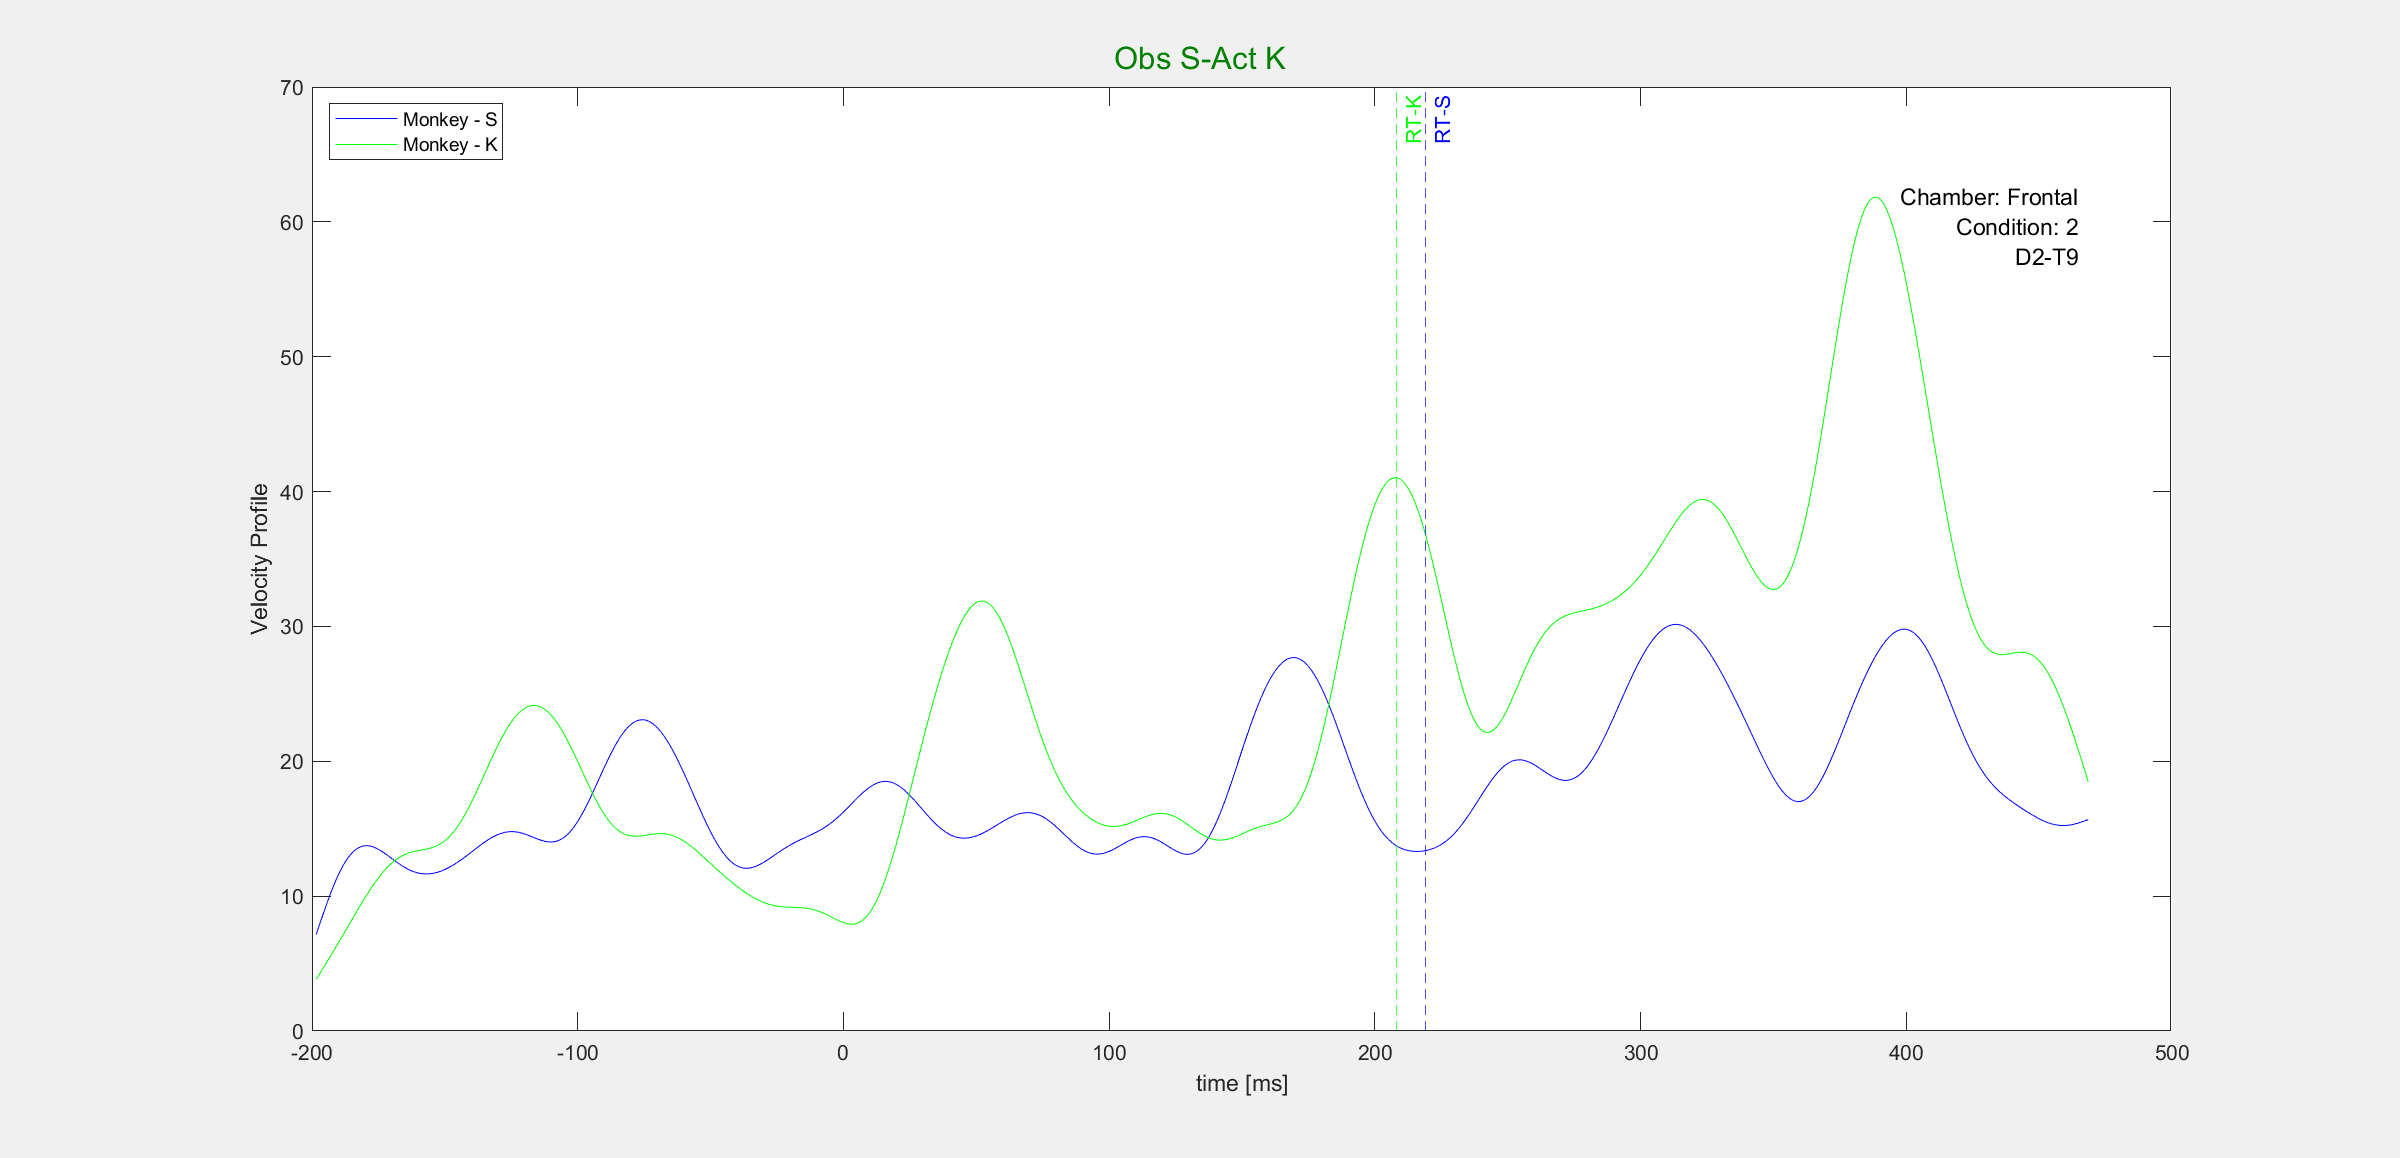 Obs S-Act K
Monkey - S
Monkey - K
RT-K
RT-S
Chamber: Frontal
Condition: 2
D2-T9
Velocity Profile
70
60
50
40
30
20
10
0
-200
-100
0
100
200
300
400
500
time [ms]